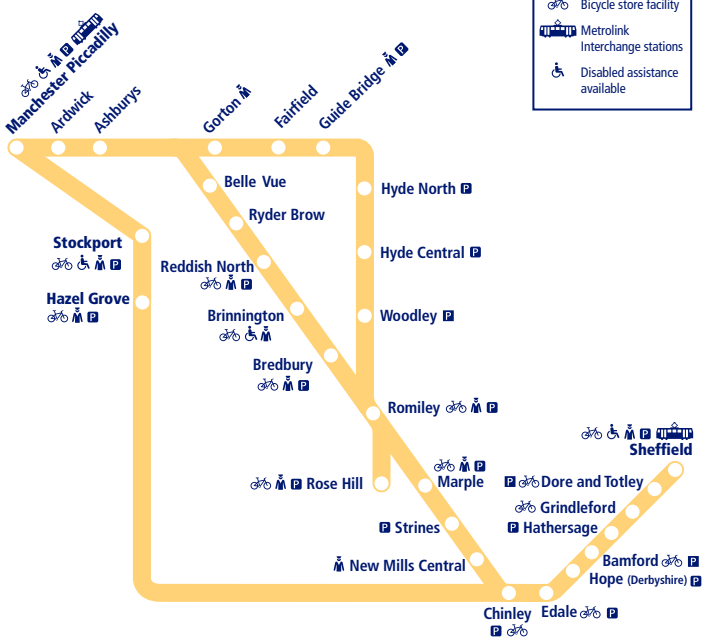 Bicycle store facility
Metrolink
Interchange stations
Disabled assistance
available
Manchester Piccadilly P
Ardwick
Ashburys
Gorton
Fairfield
Guide Bridge P
Belle Vue
Hyde North P
Ryder Brow
Stockport
P
Hyde Central P
Reddish North
P
Hazel Grove
P
Brinnington
Woodley P
Bredbury
P
Romiley P
P
Sheffield
P
Marple
P Rose Hill
P Dore and Totley
Grindleford
P Strines
P Hathersage
New Mills Central
Bamford P
Hope (Derbyshire) P
Chinley
P
Edale P